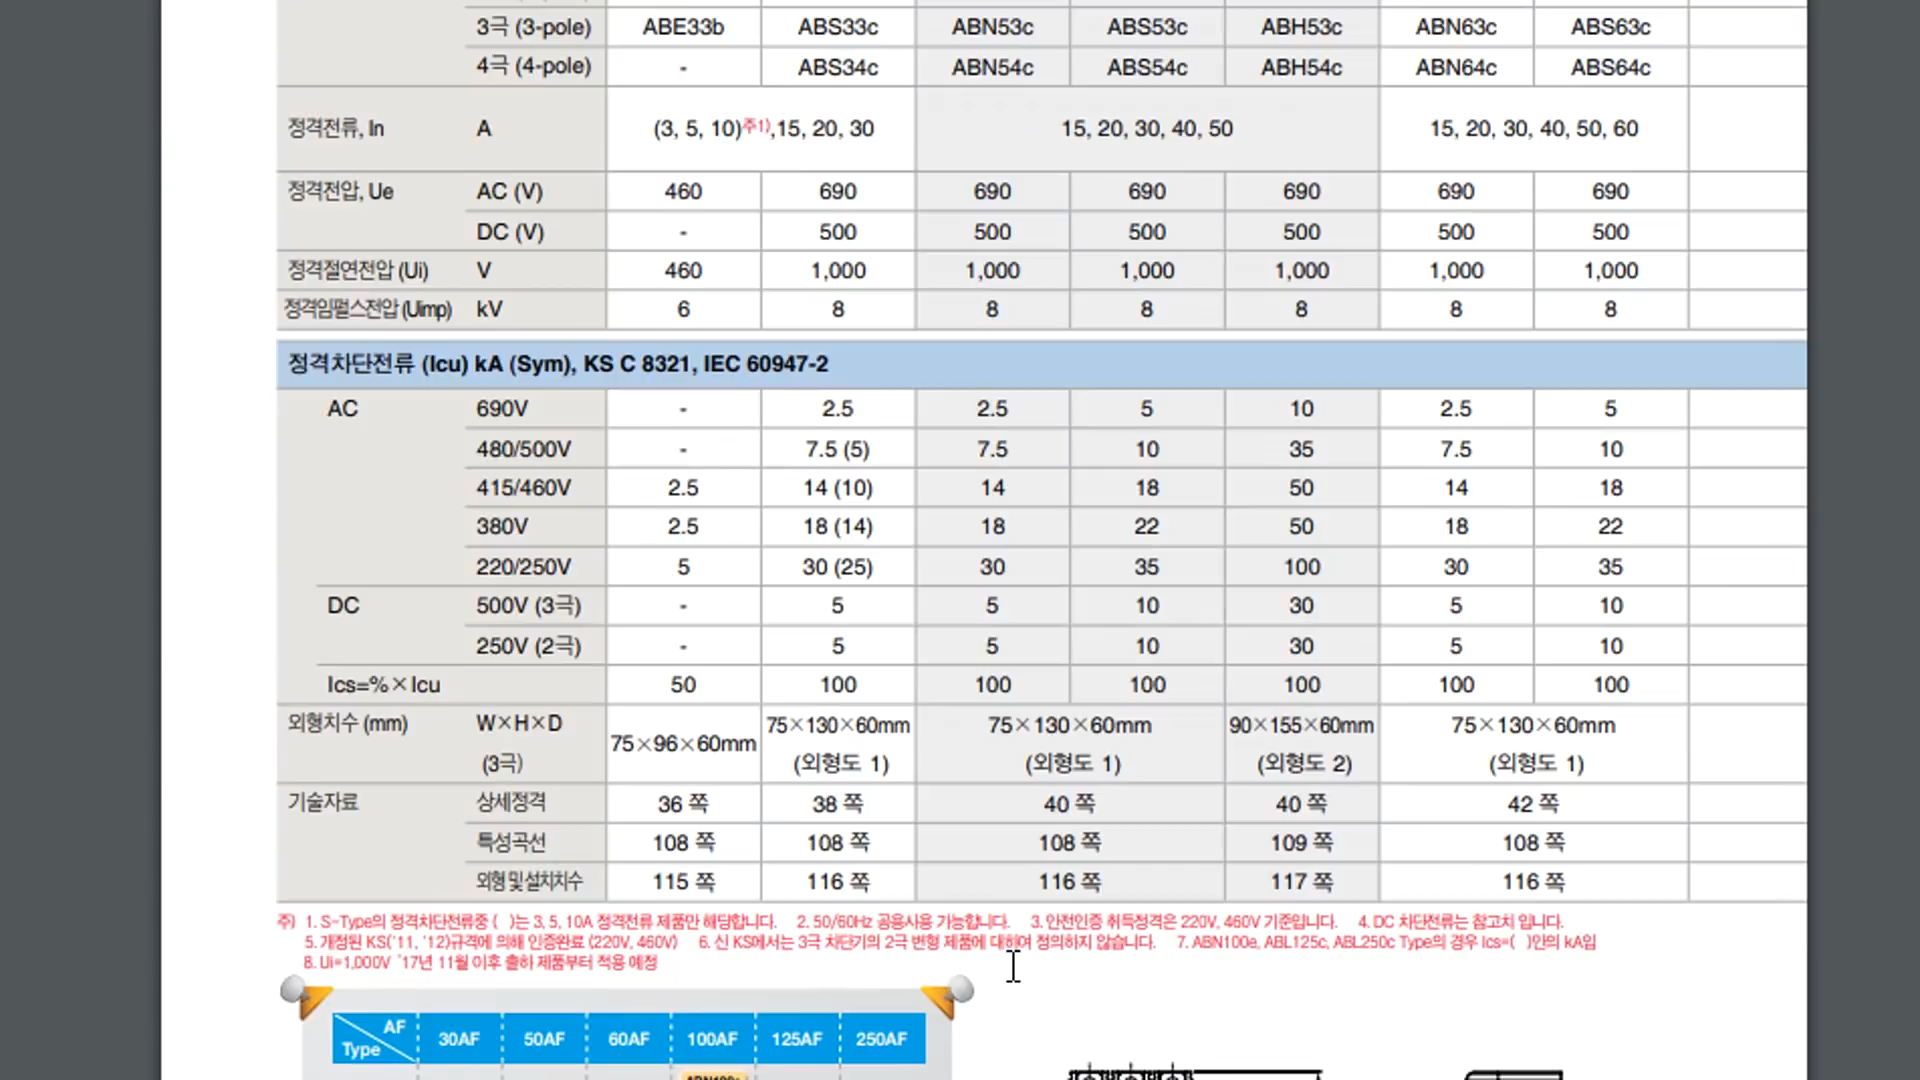 3극 (3-pole) ABE33b ABS33c ABN53c ABS53c ABH53c ABN63c ABS63c
4극 (4-pole) - ABS34c ABN54c ABS54c ABH54c ABN64c ABS64c
정격전류, In A (3, 5, 10)주1),15, 20, 30 15, 20, 30, 40, 50 15, 20, 30, 40, 50, 60
정격전압, Ue AC (V) 460 690 690 690 690 690 690
DC (V) - 500 500 500 500 500 500
정격절연전압 (Ui) V 460 1,000 1,000 1,000 1,000 1,000 1,000
정격임펄스전압 (Uimp) kV 6 8 8 8 8 8 8
정격차단전류 (Icu) kA (Sym), KS C 8321, IEC 60947-2
AC 690V - 2.5 2.5 5 10 2.5 5
480/500V - 7.5 (5) 7.5 10 35 7.5 10
415/460V 2.5 14 (10) 14 18 50 14 18
380V 2.5 18 (14) 18 22 50 18 22
220/250V 5 30 (25) 30 35 100 30 35
DC 500V (3극) - 5 5 10 30 5 10
250V (2극) - 5 5 10 30 5 10
Ics=%×Icu 50 100 100 100 100 100 100
외형치수 (mm) W×H×D 75×96×60mm 75×130×60mm 75×130×60mm 90×155×60mm 75×130×60mm
(3극) (외형도 1) (외형도 1) (외형도 2) (외형도 1)
기술자료 상세정격 36 쪽 38 쪽 40 쪽 40 쪽 42 쪽
특성곡선 108 쪽 108 쪽 108 쪽 109 쪽 108 쪽
외형 및 설치치수 115 쪽 116 쪽 116 쪽 117 쪽 116 쪽
주) 1. S-Type의 정격차단전류중 ( )는 3, 5, 10A 정격전류 제품만 해당합니다. 2. 50/60Hz 공용사용 가능합니다. 3. 안전인증 취득정격은 220V, 460V 기준입니다. 4. DC 차단전류는 참고치 입니다.
5. 개정된 KS('11, '12)규격에 의해 인증완료 (220V, 460V) 6. 신 KS에서는 3극 차단기의 2극 변형 제품에 대하여 정의하지 않습니다. 7. ABN100e, ABL125c, ABL250c Type의 경우 Ics=( )안의 kA임
8. Ui=1,000V '17년 11월 이후 출하 제품부터 적용 예정
AF
Type 30AF 50AF 60AF 100AF 125AF 250AF